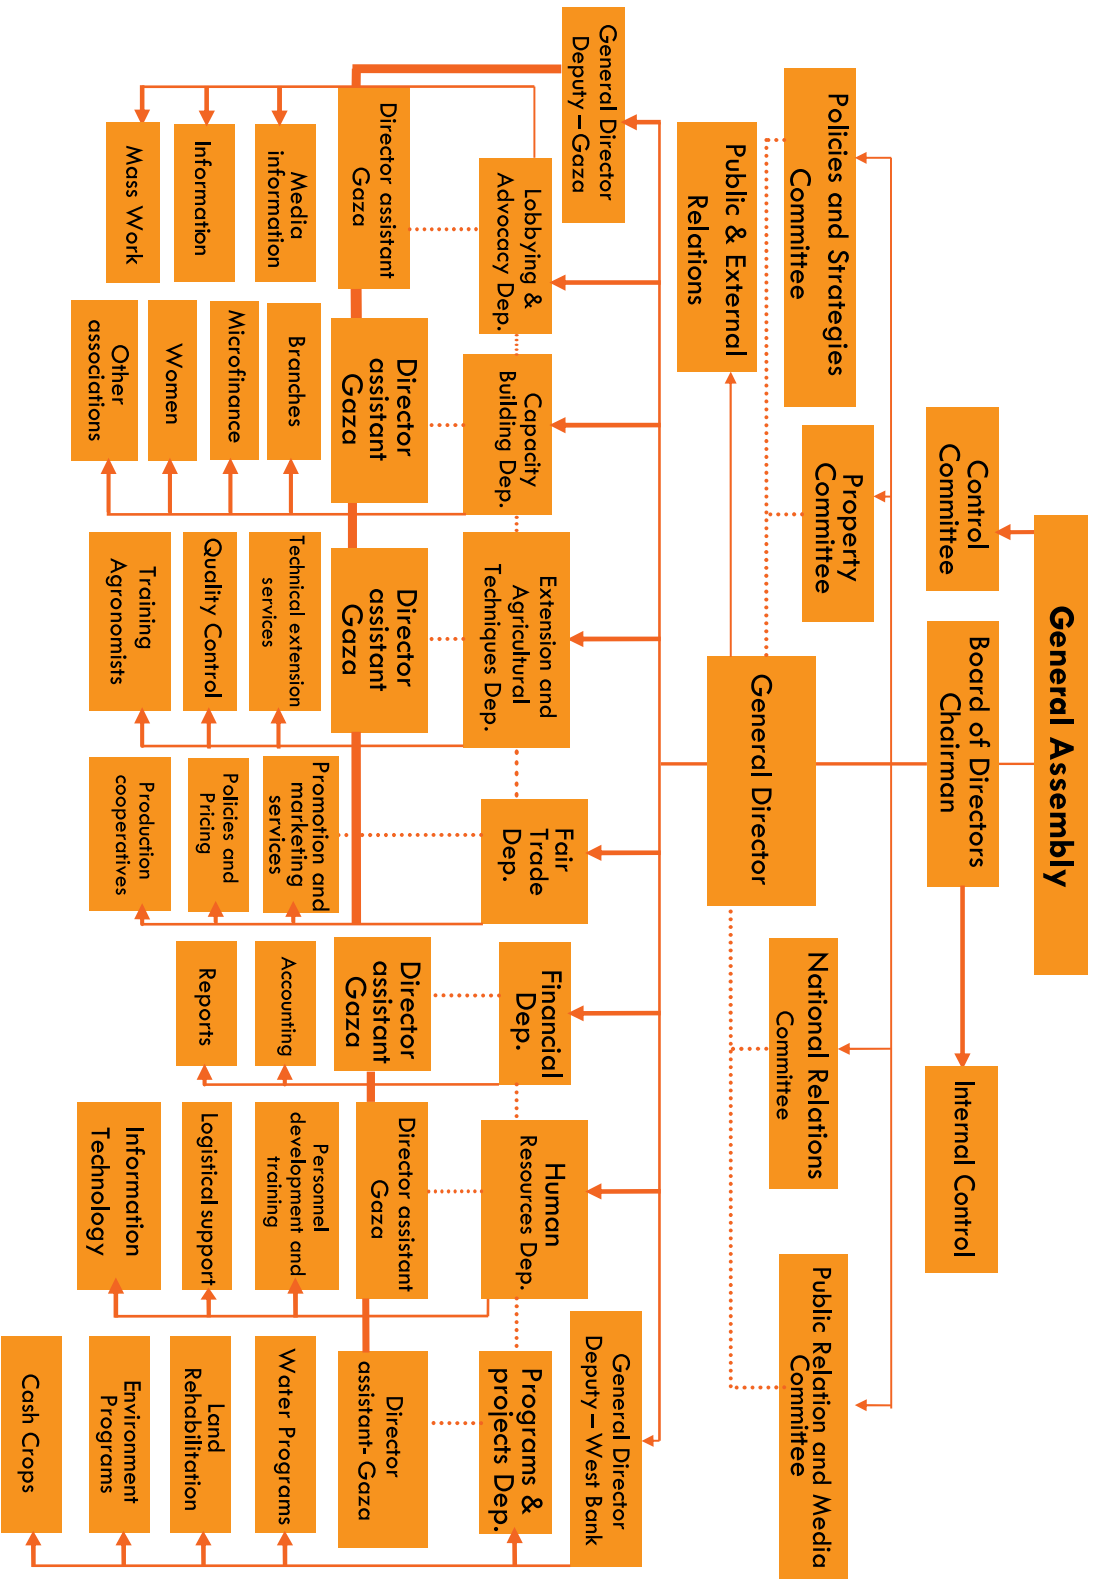 General Assembly
Control
Committee
Board of Directors
Chairman
Internal Control
Policies and Strategies
Committee
Property
Committee
National Relations
Committee
Public Relation and Media
Committee
General Director
Public & External
Relations
General Director
Deputy – Gaza
General Director
Deputy – West Bank
Lobbying &
Advocacy Dep.
Capacity
Building Dep.
Extension and
Agricultural
Techniques Dep.
Fair
Trade
Dep.
Financial
Dep.
Human
Resources Dep.
Programs &
projects Dep.
Director assistant
Gaza
Director
assistant
Gaza
Director
assistant
Gaza
Director
assistant
Gaza
Director assistant
Gaza
Director
assistant- Gaza
Media
information
Information
Mass Work
Branches
Microfinance
Women
Other
associations
Technical extension
services
Quality Control
Training
Agronomists
Promotion and
marketing
services
Policies and
Pricing
Production
cooperatives
Accounting
Reports
Personnel
development and
training
Logistical support
Information
Technology
Water Programs
Land
Rehabilitation
Environment
Programs
Cash Crops